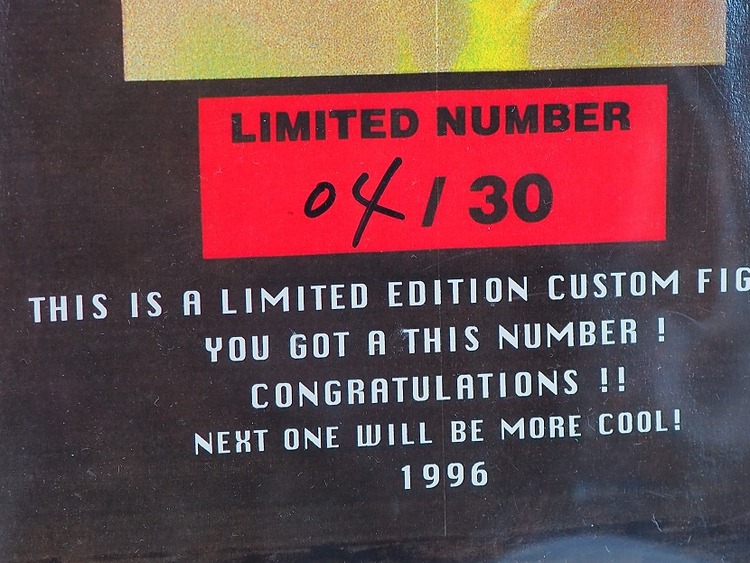 LIMITED NUMBER
04 / 30
THIS IS A LIMITED EDITION CUSTOM
YOU GOT A THIS NUMBER !
CONGRATULATIONS !!
NEXT ONE WILL BE MORE COOL!
1996